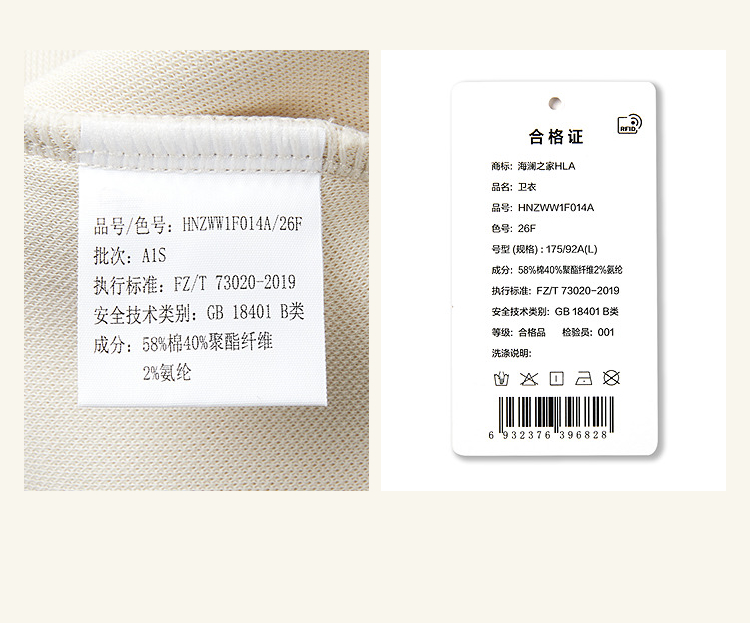 品号/色号: HNZWW1F014A/26F
批次: A1S
执行标准: FZ/T 73020-2019
安全技术类别: GB 18401 B类
成分: 58%棉40%聚酯纤维
2%氨纶
RFID
合格证
商标: 海澜之家HLA
品名: 卫衣
品号: HNZWW1F014A
色号: 26F
号型 (规格) : 175/92A(L)
成分: 58%棉40%聚酯纤维2%氨纶
执行标准: FZ/T 73020-2019
安全技术类别: GB 18401 B类
等级: 合格品 检验员: 001
洗涤说明:
6 932376 396828